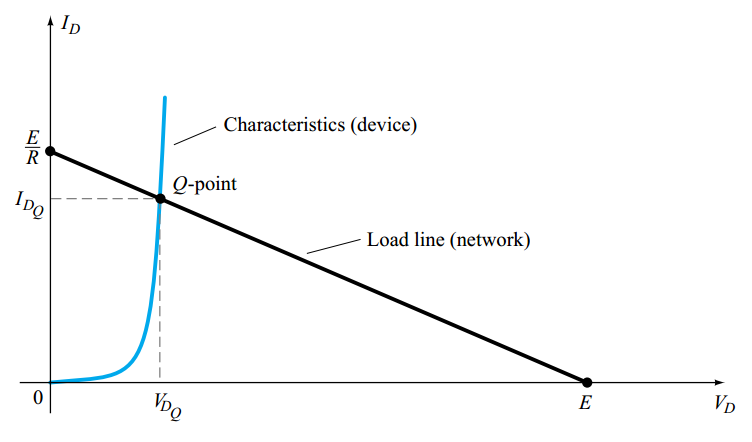 I_D
Characteristics (device)
E/R
Q-point
I_DQ
Load line (network)
0
V_DQ
E
V_D